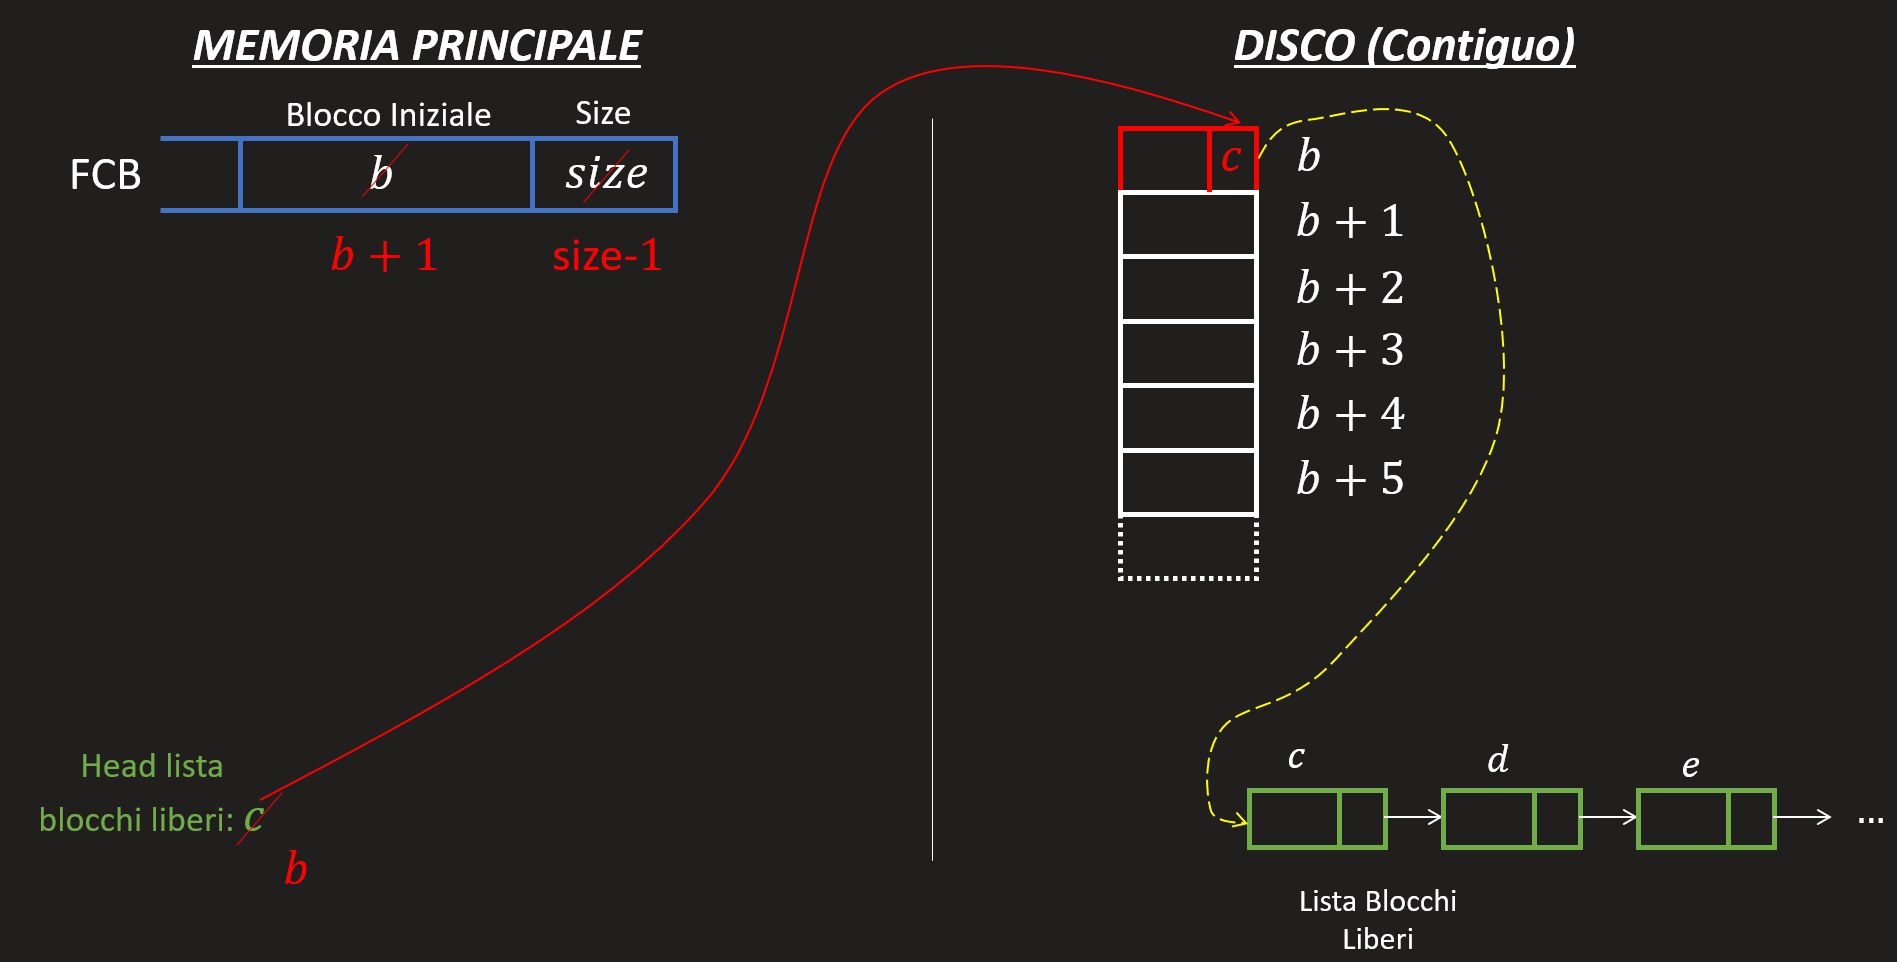 MEMORIA PRINCIPALE
DISCO (Contiguo)
Blocco Iniziale
Size
FCB
b
size
b + 1
size-1
c
b
b + 1
b + 2
b + 3
b + 4
b + 5
Head lista
blocchi liberi: c
b
c
d
e
...
Lista Blocchi
Liberi